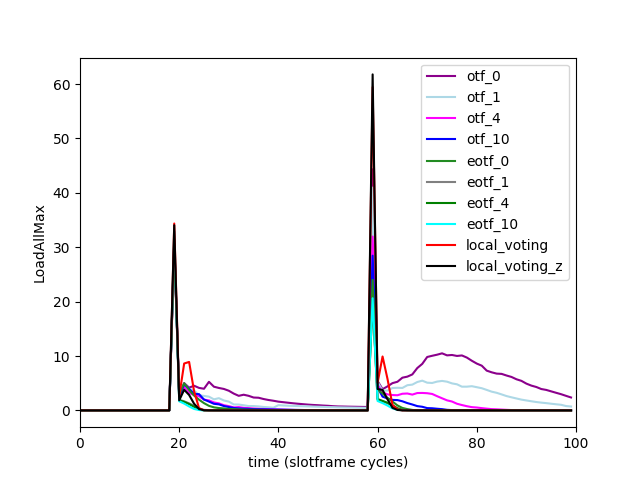 60
50
40
30
20
10
0
LoadAllMax
0
20
40
60
80
100
time (slotframe cycles)
otf_0
otf_1
otf_4
otf_10
eotf_0
eotf_1
eotf_4
eotf_10
local_voting
local_voting_z